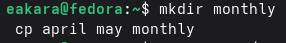 eakara@fedora:~$ mkdir monthly
cp april may monthly